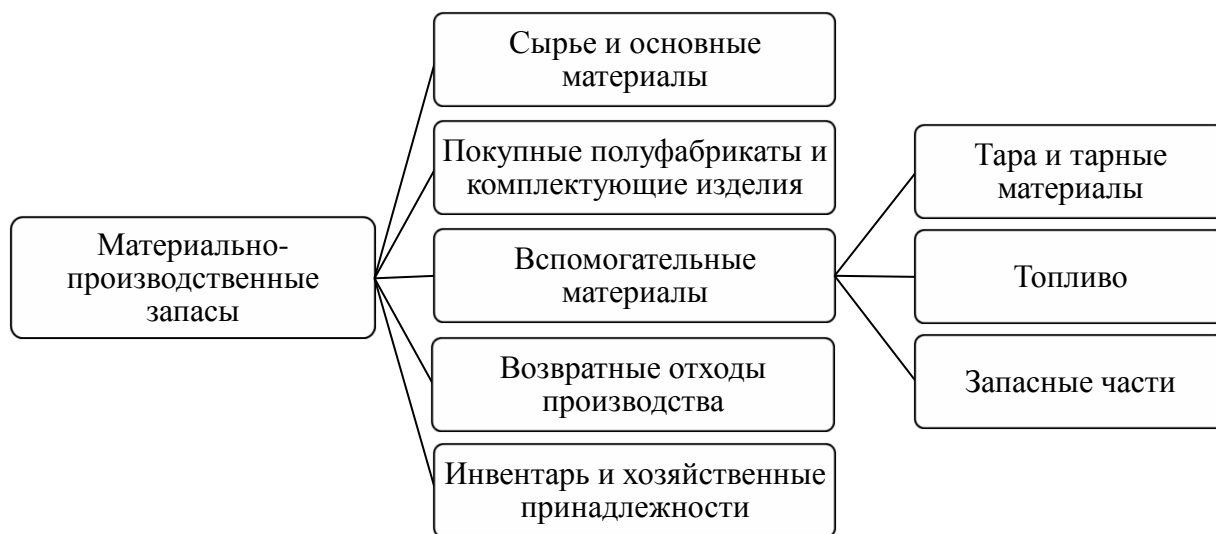 Материально-
производственные
запасы
Сырье и основные
материалы
Покупные полуфабрикаты и
комплектующие изделия
Вспомогательные
материалы
Возвратные отходы
производства
Инвентарь и хозяйственные
принадлежности
Тара и тарные
материалы
Топливо
Запасные части